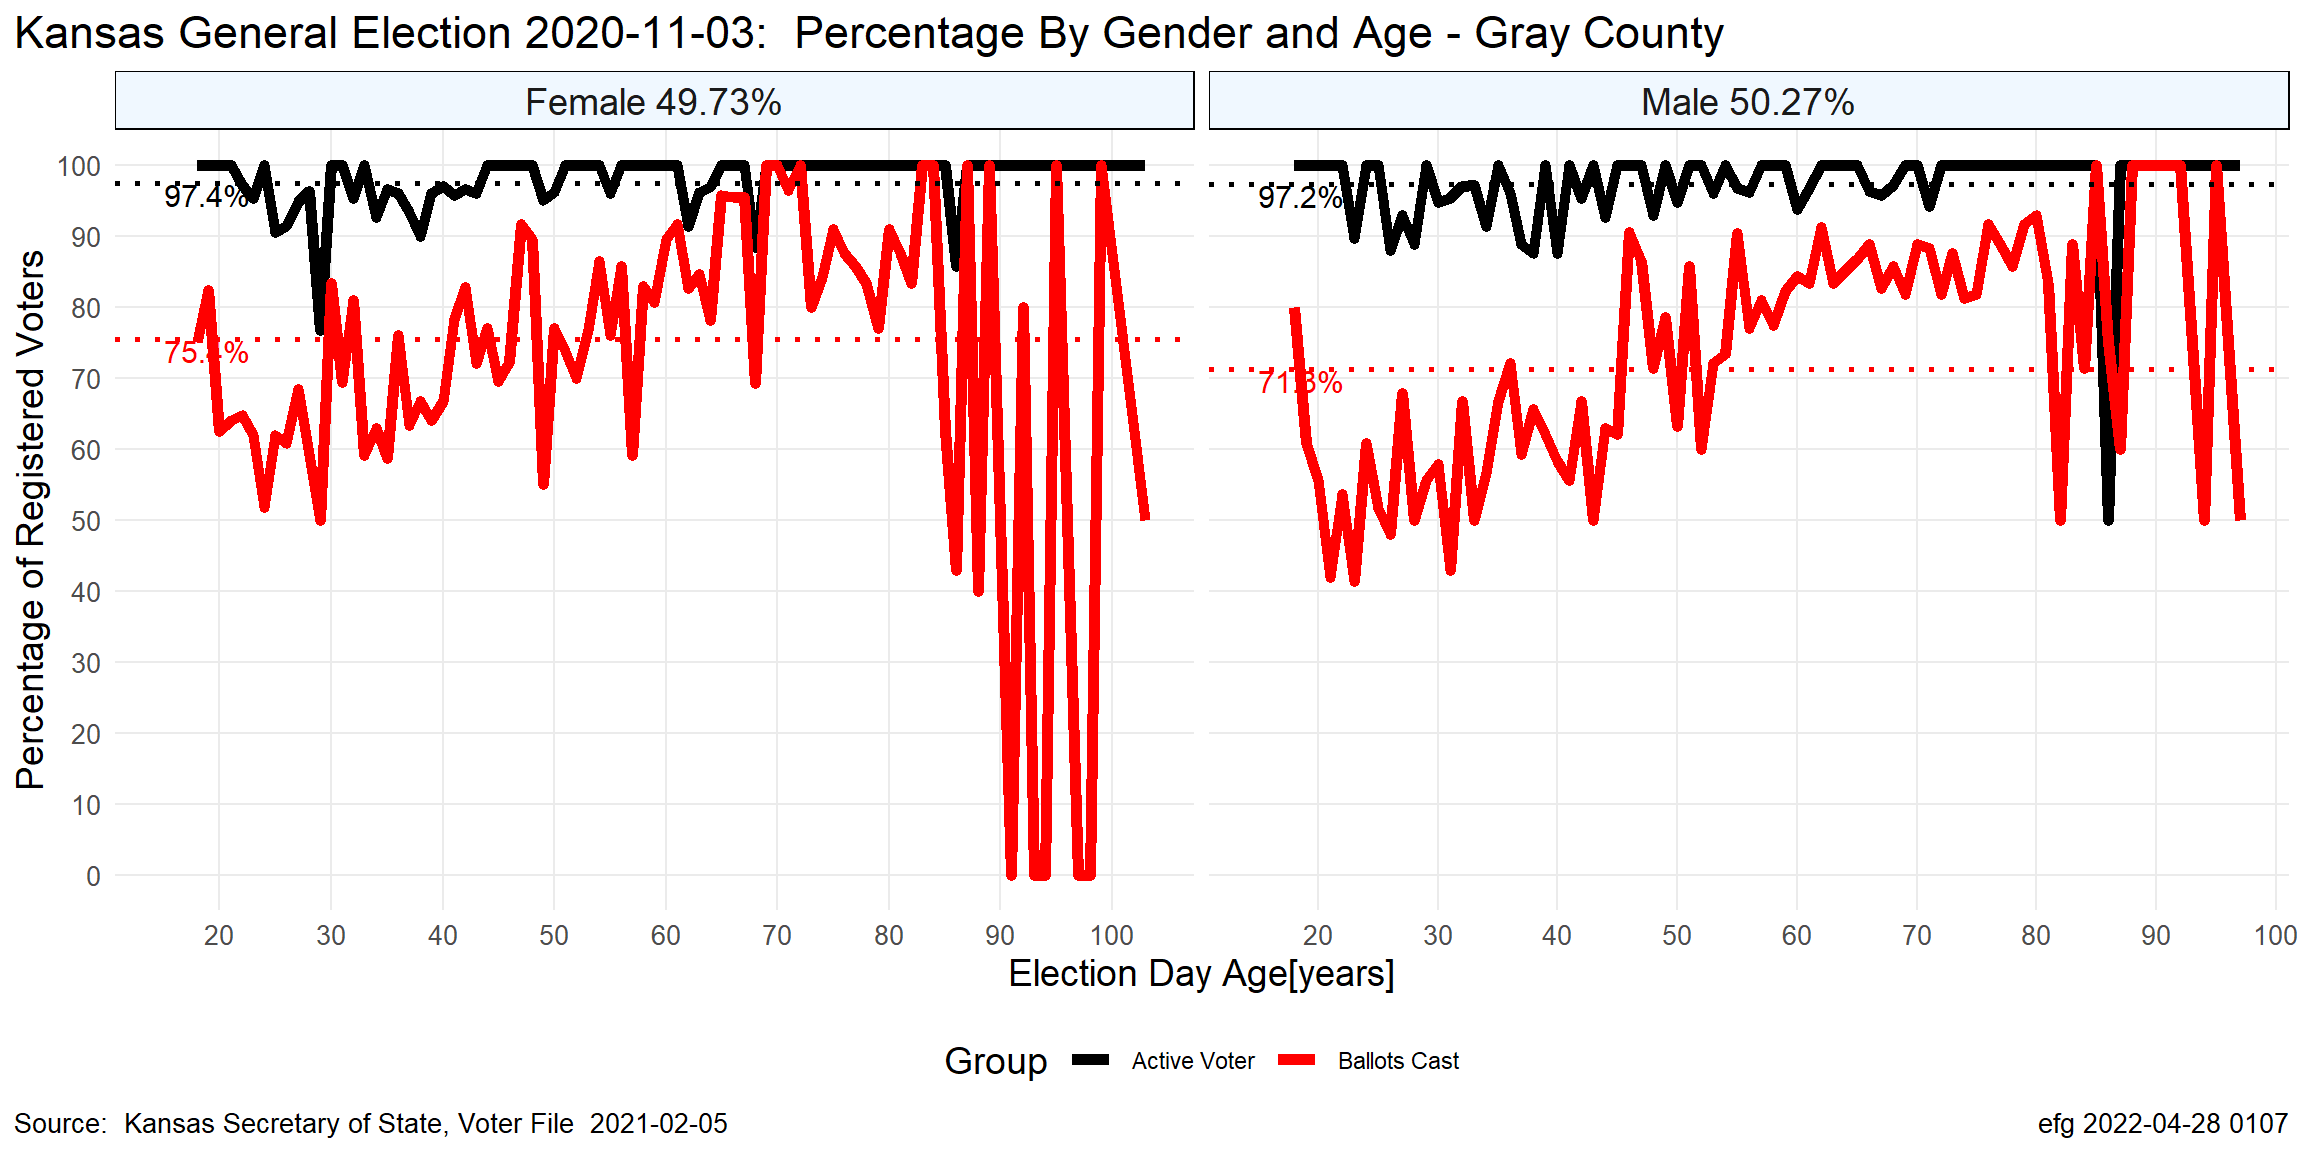 Kansas General Election 2020-11-03:  Percentage By Gender and Age - Gray County
Female 49.73%
Male 50.27%
Percentage of Registered Voters
100
90
80
70
60
50
40
30
20
10
0
97.4%
75.4%
97.2%
71.3%
20 30 40 50 60 70 80 90 100
20 30 40 50 60 70 80 90 100
Election Day Age[years]
Group Active Voter Ballots Cast
Source:  Kansas Secretary of State, Voter File  2021-02-05
efg 2022-04-28 0107